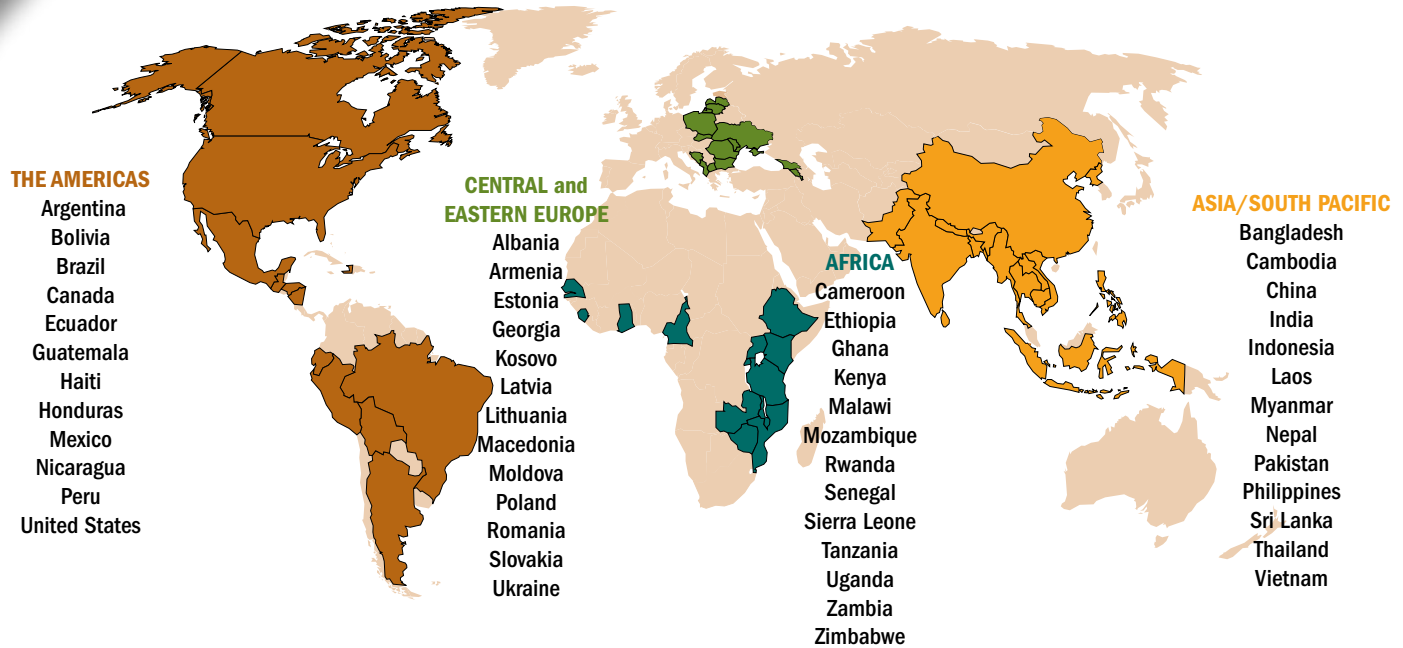 THE AMERICAS
Argentina
Bolivia
Brazil
Canada
Ecuador
Guatemala
Haiti
Honduras
Mexico
Nicaragua
Peru
United States
CENTRAL and
EASTERN EUROPE
Albania
Armenia
Estonia
Georgia
Kosovo
Latvia
Lithuania
Macedonia
Moldova
Poland
Romania
Slovakia
Ukraine
AFRICA
Cameroon
Ethiopia
Ghana
Kenya
Malawi
Mozambique
Rwanda
Senegal
Sierra Leone
Tanzania
Uganda
Zambia
Zimbabwe
ASIA/SOUTH PACIFIC
Bangladesh
Cambodia
China
India
Indonesia
Laos
Myanmar
Nepal
Pakistan
Philippines
Sri Lanka
Thailand
Vietnam